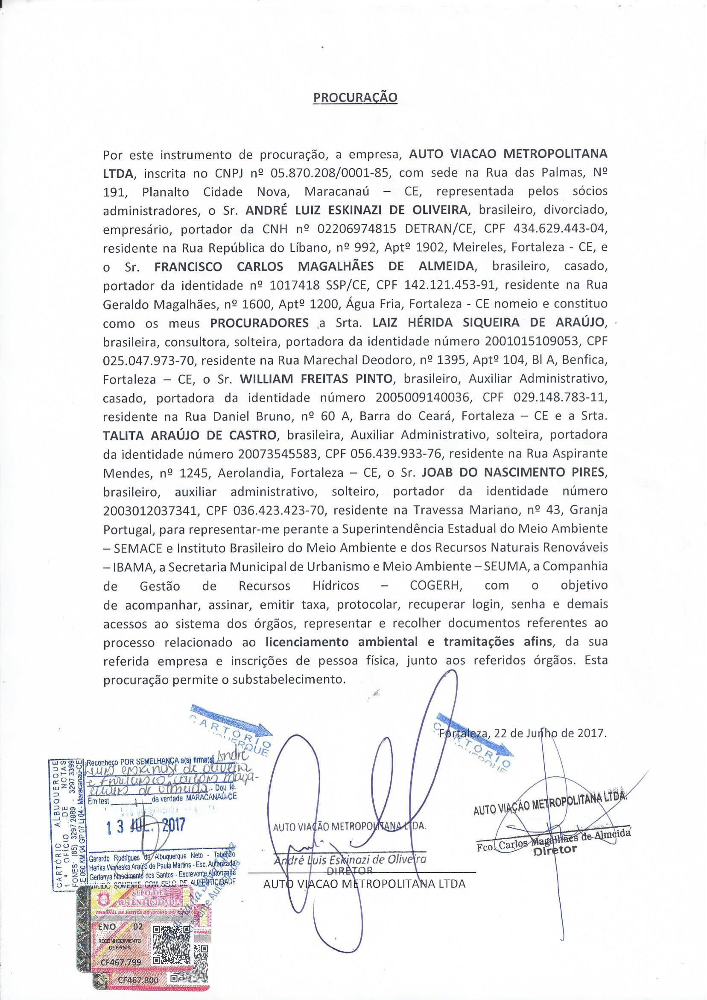 PROCURAÇÃO
Por este instrumento de procuração, a empresa, AUTO VIACAO METROPOLITANA
LTDA, inscrita no CNPJ nº 05.870.208/0001-85, com sede na Rua das Palmas, Nº
191, Planalto Cidade Nova, Maracanaú – CE, representada pelos sócios
administradores, o Sr. ANDRÉ LUIZ ESKINAZI DE OLIVEIRA, brasileiro, divorciado,
empresário, portador da CNH nº 02206974815 DETRAN/CE, CPF 434.629.443-04,
residente na Rua República do Líbano, nº 992, Aptº 1902, Meireles, Fortaleza - CE, e
o Sr. FRANCISCO CARLOS MAGALHÃES DE ALMEIDA, brasileiro, casado,
portador da identidade nº 1017418 SSP/CE, CPF 142.121.453-91, residente na Rua
Geraldo Magalhães, nº 1600, Aptº 1200, Água Fria, Fortaleza - CE nomeio e constituo
como os meus PROCURADORES ,a Srta. LAIZ HÉRIDA SIQUEIRA DE ARAÚJO,
brasileira, consultora, solteira, portadora da identidade número 2001015109053, CPF
025.047.973-70, residente na Rua Marechal Deodoro, nº 1395, Aptº 104, Bl A, Benfica,
Fortaleza – CE, o Sr. WILLIAM FREITAS PINTO, brasileiro, Auxiliar Administrativo,
casado, portadora da identidade número 2005009140036, CPF 029.148.783-11,
residente na Rua Daniel Bruno, nº 60 A, Barra do Ceará, Fortaleza – CE e a Srta.
TALITA ARAÚJO DE CASTRO, brasileira, Auxiliar Administrativo, solteira, portadora
da identidade número 20073545583, CPF 056.439.933-76, residente na Rua Aspirante
Mendes, nº 1245, Aerolandia, Fortaleza – CE, o Sr. JOAB DO NASCIMENTO PIRES,
brasileiro, auxiliar administrativo, solteiro, portador da identidade número
2003012037341, CPF 036.423.423-70, residente na Travessa Mariano, nº 43, Granja
Portugal, para representar-me perante a Superintendência Estadual do Meio Ambiente
– SEMACE e Instituto Brasileiro do Meio Ambiente e dos Recursos Naturais Renováveis
– IBAMA, a Secretaria Municipal de Urbanismo e Meio Ambiente – SEUMA, a Companhia
de Gestão de Recursos Hídricos – COGERH, com o objetivo
de acompanhar, assinar, emitir taxa, protocolar, recuperar login, senha e demais
acessos ao sistema dos órgãos, representar e recolher documentos referentes ao
processo relacionado ao licenciamento ambiental e tramitações afins, da sua
referida empresa e inscrições de pessoa física, junto aos referidos órgãos. Esta
procuração permite o substabelecimento.
CARTÓRIO
CARTÓRIO
Fortaleza, 22 de Junho de 2017.
CARTÓRIO ALBUQUERQUE
1º OFÍCIO DE NOTAS
FONES: (85) 3297.2089 - 3297.3399
CE 060 KM 04 GP 07 Lj 04 - Maracanaú-CE
Reconheço POR SEMELHANÇA a(s) firma(s) André
Luis eskinazi de oliveira
e Francisco carlos maga-
de almeida.- Dou fé.
Em test. da verdade MARACANAÚ-CE
13 JUL. 2017
Gerardo Rodrigues de Albuquerque Neto - Tabelião
Herika Waneska Araújo de Paula Martins - Esc. Autorizada
Gerlanya Nascimento dos Santos - Escrevente Autorizada
VÁLIDO SOMENTE COM SELO DE AUTENTICIDADE
AUTO VIAÇÃO METROPOLITANA LTDA.
André Luis Eskinazi de Oliveira
DIRETOR
AUTO VIACAO METROPOLITANA LTDA
AUTO VIAÇÃO METROPOLITANA LTDA.
Fco. Carlos Magalhães de Almeida
Diretor
SELO DE
AUTENTICIDADE
2016
TRIBUNAL DE JUSTIÇA DO ESTADO DO
ENO 02
RECONHECIMENTO
DE FIRMA
CF467.799
CEARÁ
CF467.800